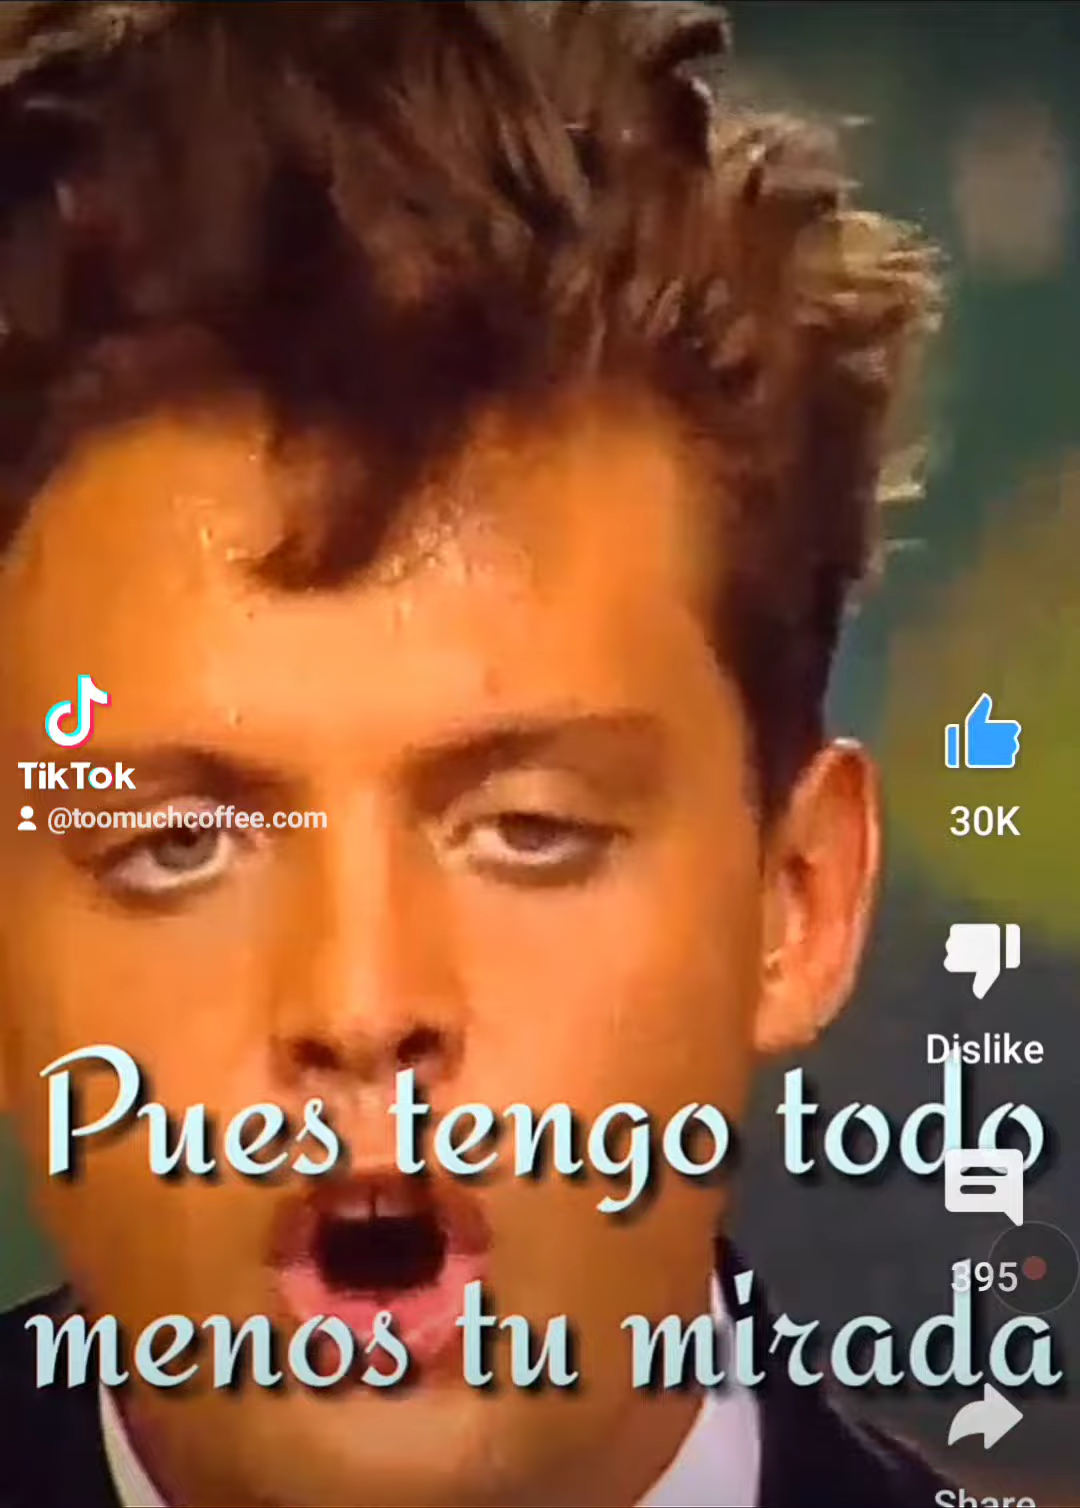 TikTok
@toomuchcoffee.com
30K
Dislike
Pues tengo todo
395
menos tu mirada
Share